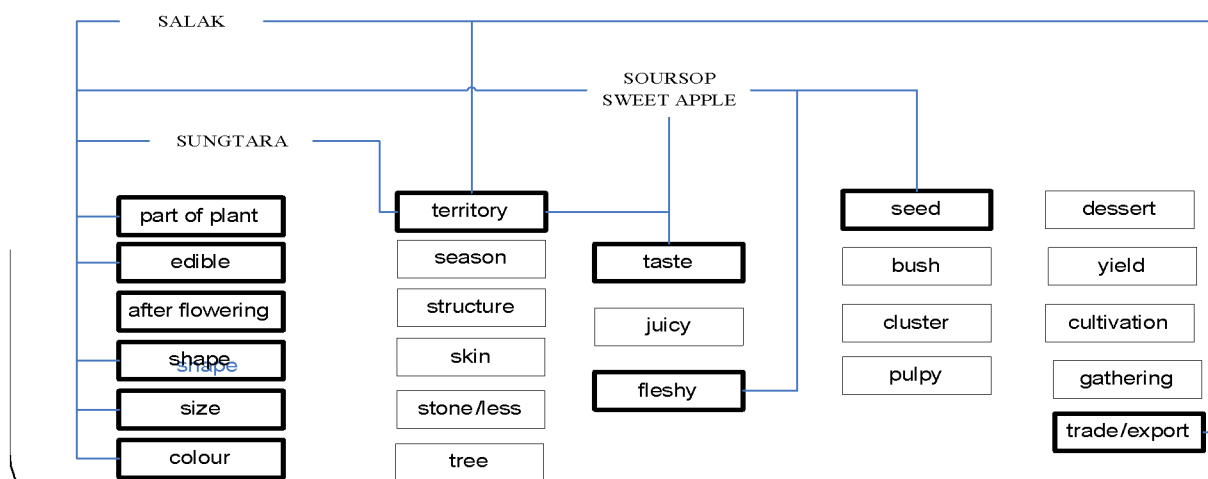 SALAK
SOURSOP
SWEET APPLE
SUNGTARA
part of plant
edible
after flowering
shape
shape
size
colour
territory
season
structure
skin
stone/less
tree
taste
juicy
fleshy
seed
bush
cluster
pulpy
dessert
yield
cultivation
gathering
trade/export